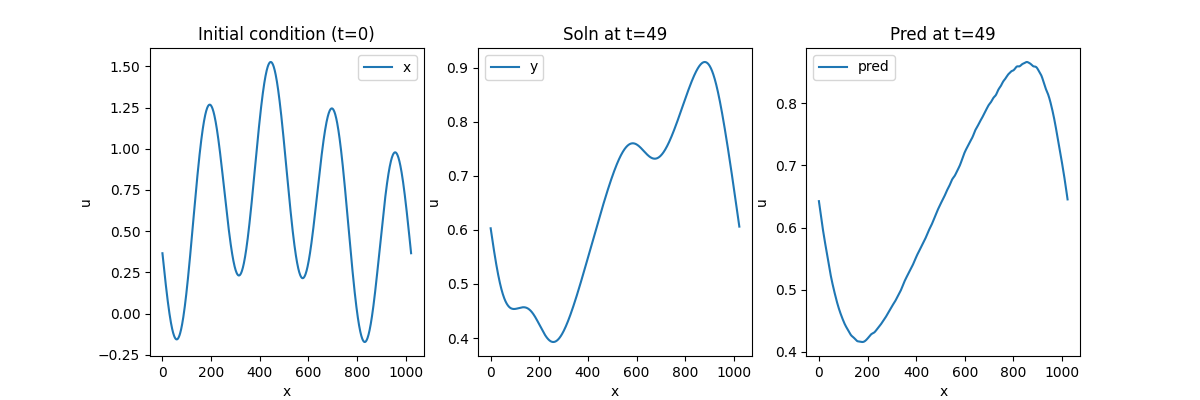 Initial condition (t=0)
x
u
1.50
1.25
1.00
0.75
0.50
0.25
0.00
−0.25
0 200 400 600 800 1000
x
Soln at t=49
y
u
0.9
0.8
0.7
0.6
0.5
0.4
0 200 400 600 800 1000
x
Pred at t=49
pred
u
0.8
0.7
0.6
0.5
0.4
0 200 400 600 800 1000
x